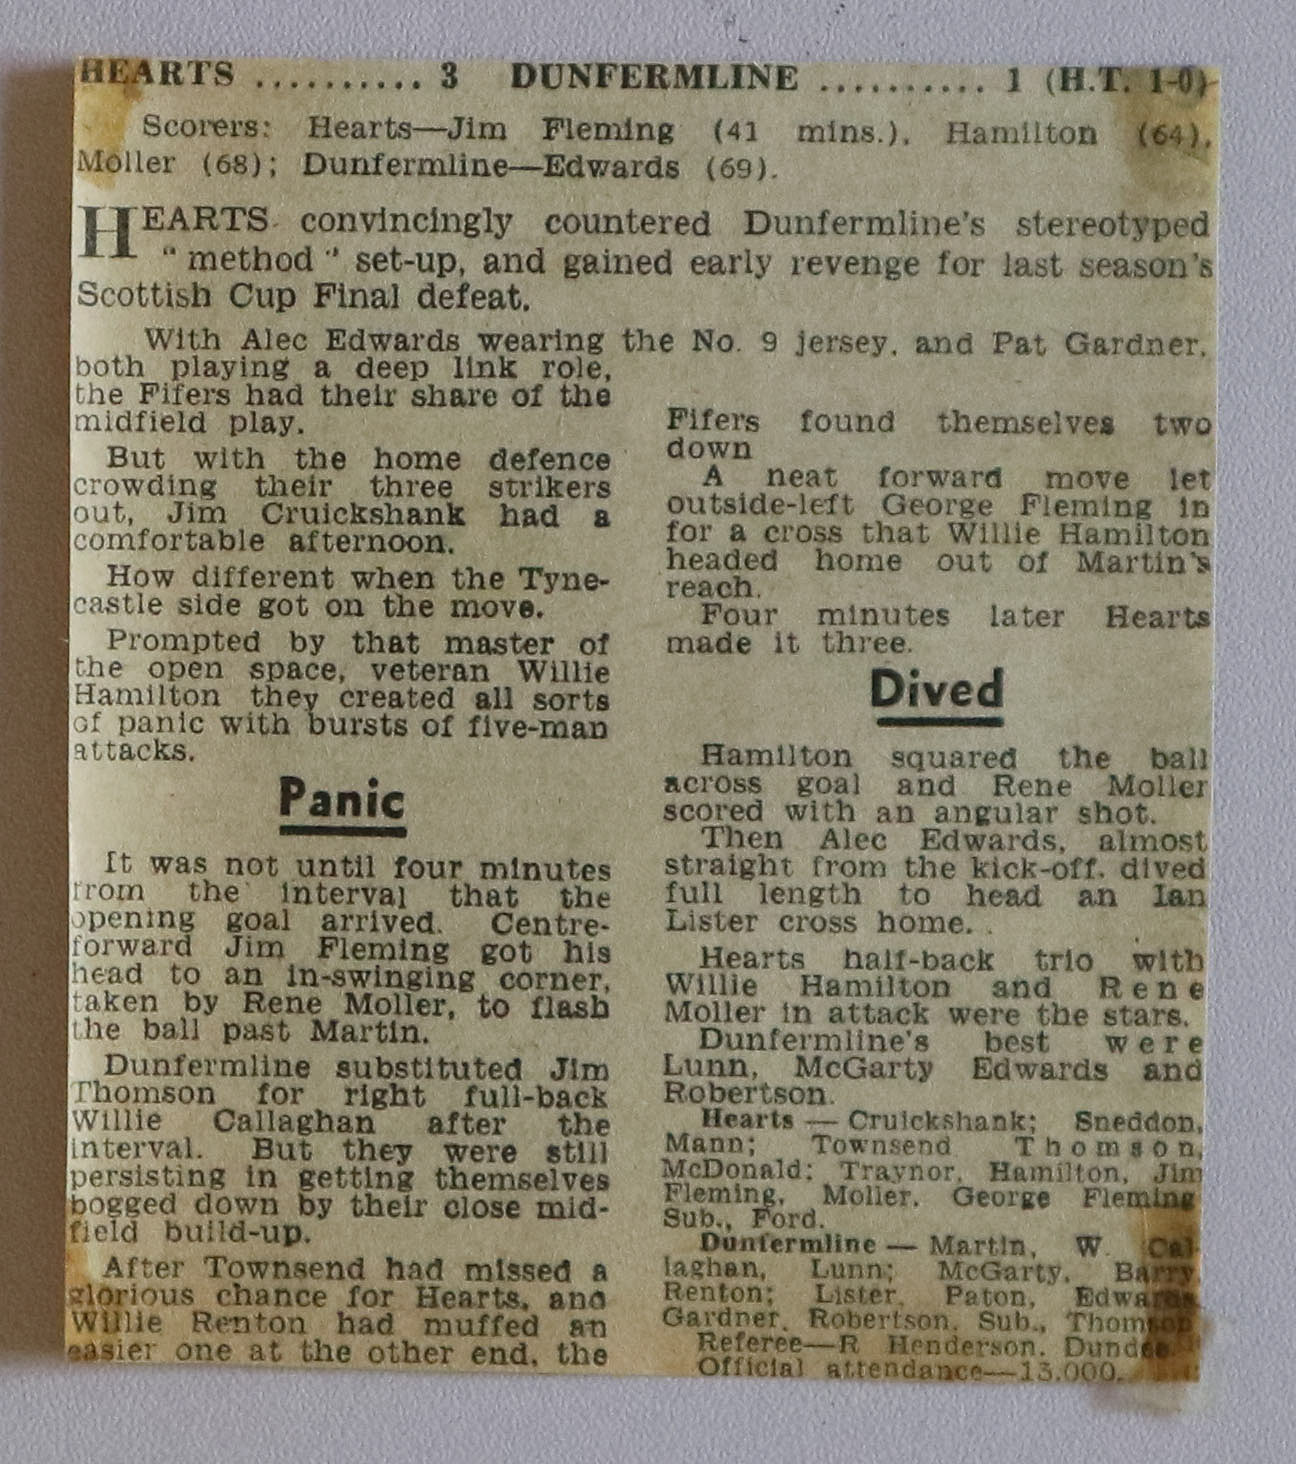 HEARTS .......... 3 DUNFERMLINE .......... 1 (H.T. 1-0)
Scorers: Hearts—Jim Fleming (41 mins.), Hamilton (64),
Moller (68); Dunfermline—Edwards (69).
HEARTS convincingly countered Dunfermline's stereotyped
"method" set-up, and gained early revenge for last season's
Scottish Cup Final defeat.
With Alec Edwards wearing the No. 9 jersey, and Pat Gardner,
both playing a deep link role,
the Fifers had their share of the
midfield play.
But with the home defence
crowding their three strikers
out, Jim Cruickshank had a
comfortable afternoon.
How different when the Tyne-
castle side got on the move.
Prompted by that master of
the open space, veteran Willie
Hamilton they created all sorts
of panic with bursts of five-man
attacks.
Panic
It was not until four minutes
from the interval that the
opening goal arrived. Centre-
forward Jim Fleming got his
head to an in-swinging corner,
taken by Rene Moller, to flash
the ball past Martin.
Dunfermline substituted Jim
Thomson for right full-back
Willie Callaghan after the
interval. But they were still
persisting in getting themselves
bogged down by their close mid-
field build-up.
After Townsend had missed a
glorious chance for Hearts, and
Willie Renton had muffed an
easier one at the other end, the
Fifers found themselves two
down
A neat forward move let
outside-left George Fleming in
for a cross that Willie Hamilton
headed home out of Martin's
reach.
Four minutes later Hearts
made it three.
Dived
Hamilton squared the ball
across goal and Rene Moller
scored with an angular shot.
Then Alec Edwards, almost
straight from the kick-off, dived
full length to head an Ian
Lister cross home.
Hearts half-back trio with
Willie Hamilton and Rene
Moller in attack were the stars.
Dunfermline's best were
Lunn, McGarty Edwards and
Robertson.
Hearts — Cruickshank; Sneddon,
Mann; Townsend Thomson,
McDonald; Traynor, Hamilton, Jim
Fleming, Moller, George Fleming
Sub., Ford.
Dunfermline — Martin, W. Cal-
laghan, Lunn; McGarty, Barry,
Renton; Lister, Paton, Edwards,
Gardner, Robertson. Sub., Thomson
Referee—R Henderson, Dundee.
Official attendance—13,000.